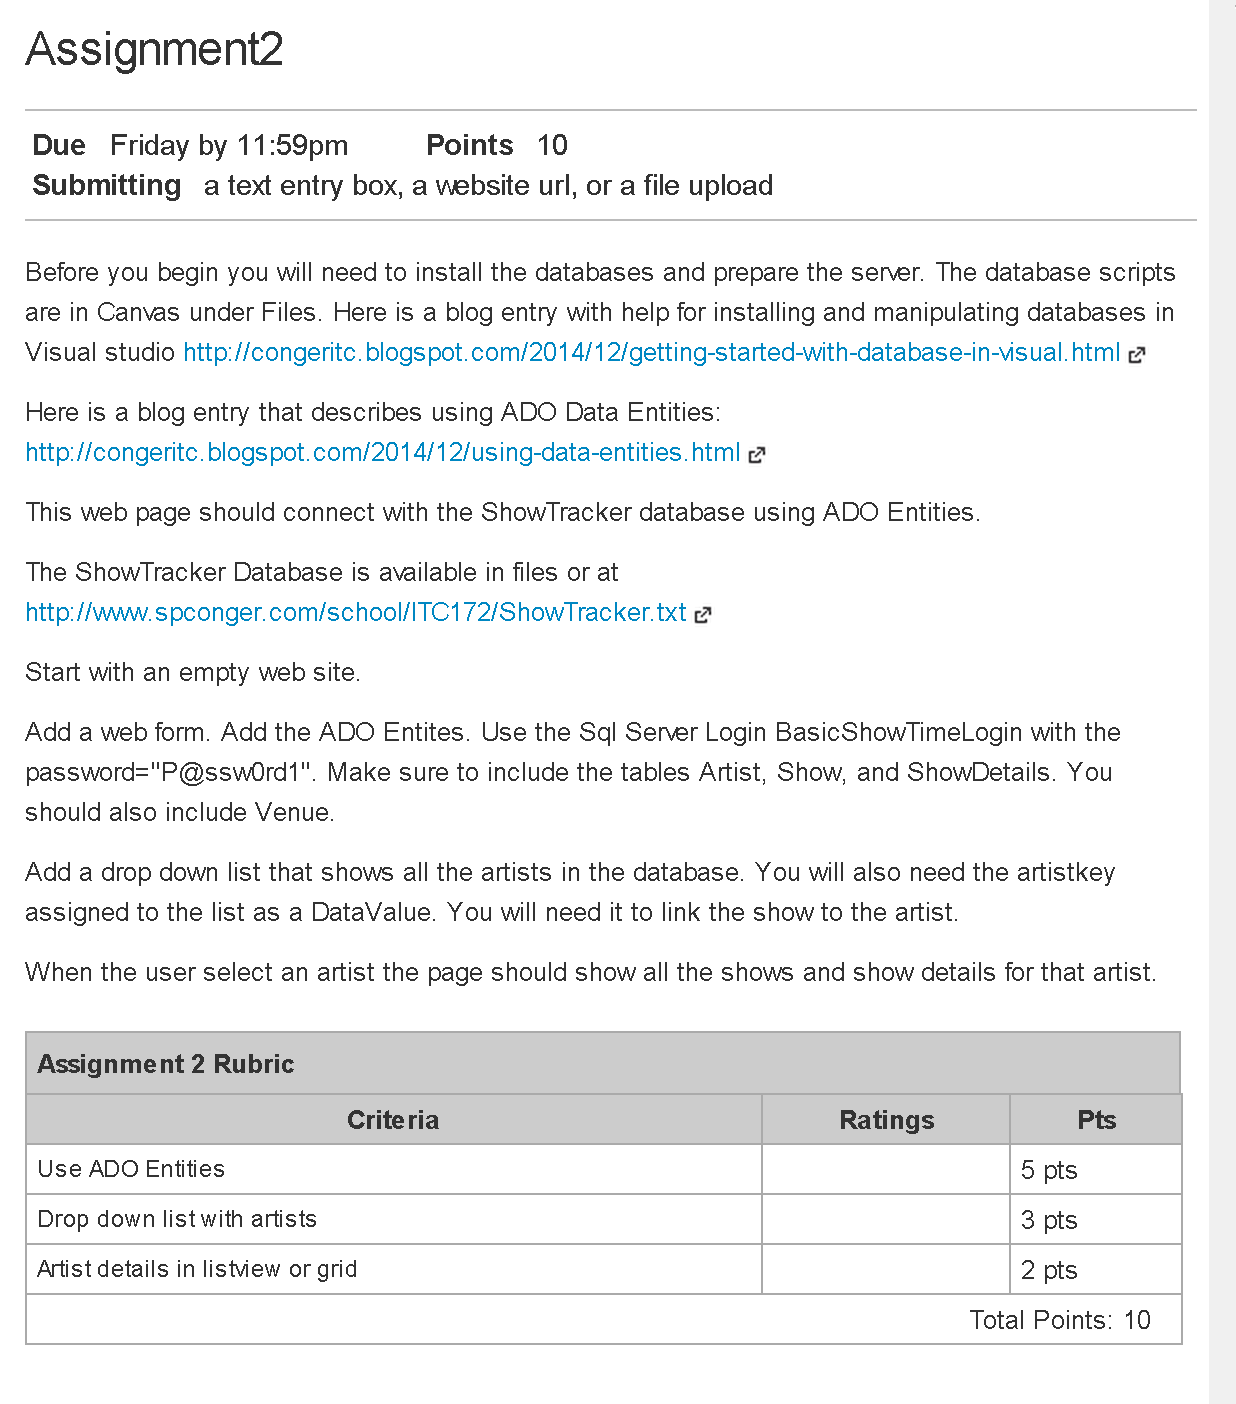 Assignment2
Due Friday by 11:59pm Points 10
Submitting a text entry box, a website url, or a file upload
Before you begin you will need to install the databases and prepare the server. The database scripts
are in Canvas under Files. Here is a blog entry with help for installing and manipulating databases in
Visual studio http://congeritc.blogspot.com/2014/12/getting-started-with-database-in-visual.html
Here is a blog entry that describes using ADO Data Entities:
http://congeritc.blogspot.com/2014/12/using-data-entities.html
This web page should connect with the ShowTracker database using ADO Entities.
The ShowTracker Database is available in files or at
http://www.spconger.com/school/ITC172/ShowTracker.txt
Start with an empty web site.
Add a web form. Add the ADO Entites. Use the Sql Server Login BasicShowTimeLogin with the
password="P@ssw0rd1". Make sure to include the tables Artist, Show, and ShowDetails. You
should also include Venue.
Add a drop down list that shows all the artists in the database. You will also need the artistkey
assigned to the list as a DataValue. You will need it to link the show to the artist.
When the user select an artist the page should show all the shows and show details for that artist.
Assignment 2 Rubric
Criteria Ratings Pts
Use ADO Entities 5 pts
Drop down list with artists 3 pts
Artist details in listview or grid 2 pts
Total Points: 10